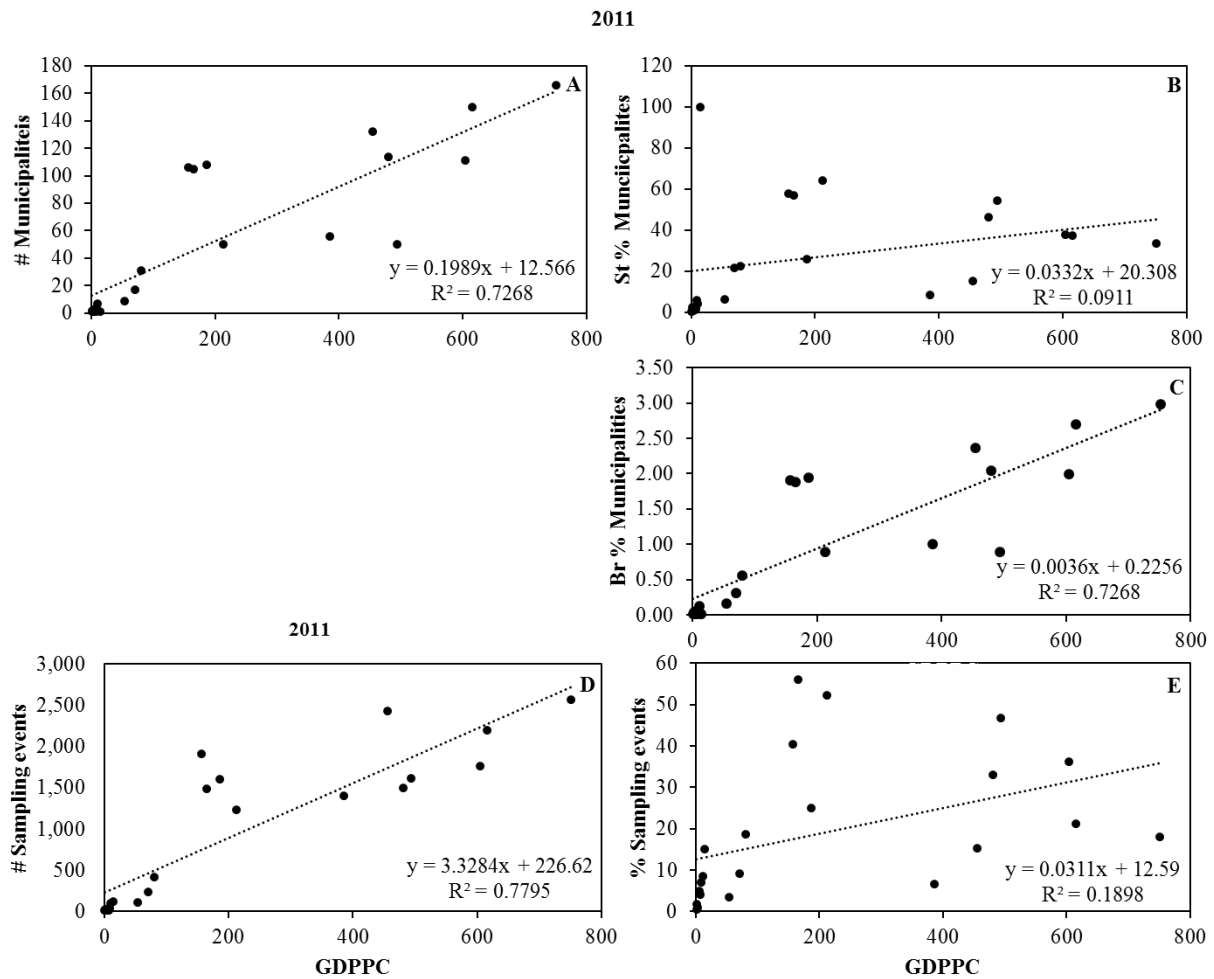 2011
A
# Municipaliteis
180
160
140
120
100
80
60
40
20
0
y = 0.1989x + 12.566
R² = 0.7268
0 200 400 600 800
B
St % Munciicpalites
120
100
80
60
40
20
0
y = 0.0332x + 20.308
R² = 0.0911
0 200 400 600 800
C
Br % Municipalities
3.50
3.00
2.50
2.00
1.50
1.00
0.50
0.00
y = 0.0036x + 0.2256
R² = 0.7268
0 200 400 600 800
2011
D
# Sampling events
3,000
2,500
2,000
1,500
1,000
500
0
y = 3.3284x + 226.62
R² = 0.7795
0 200 400 600 800
GDPPC
E
% Sampling events
60
50
40
30
20
10
0
y = 0.0311x + 12.59
R² = 0.1898
0 200 400 600 800
GDPPC